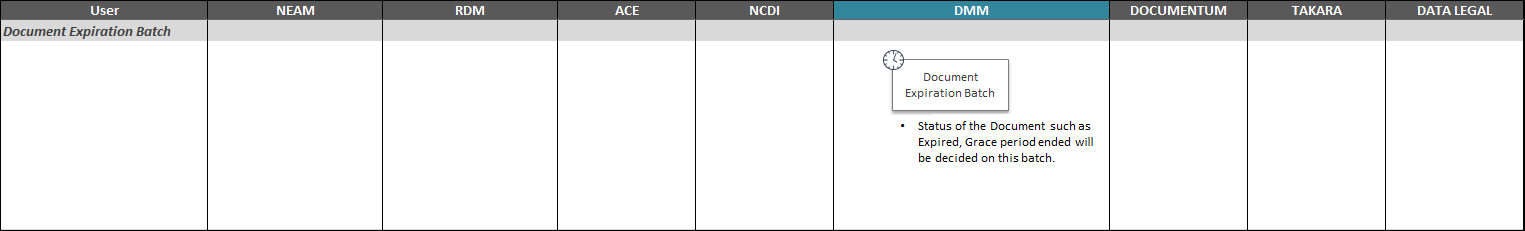 User NEAM RDM ACE NCDI DMM DOCUMENTUM TAKARA DATA LEGAL
Document Expiration Batch
Document
Expiration Batch
• Status of the Document such as
Expired, Grace period ended will
be decided on this batch.